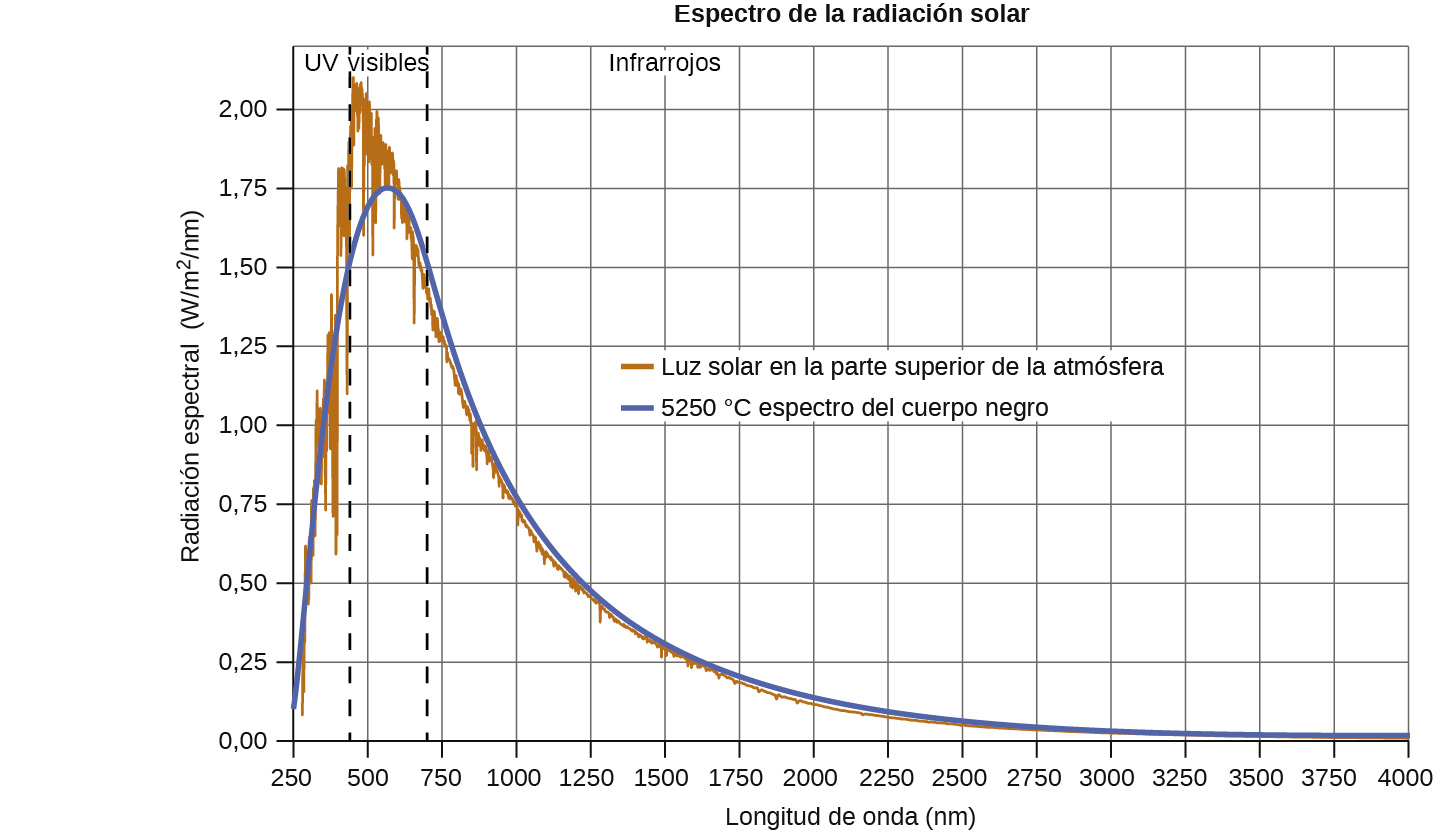 Espectro de la radiación solar
UV visibles Infrarrojos
2,00
1,75
1,50
1,25
1,00
0,75
0,50
0,25
0,00
Radiación espectral (W/m²/nm)
Luz solar en la parte superior de la atmósfera
5250 °C espectro del cuerpo negro
250 500 750 1000 1250 1500 1750 2000 2250 2500 2750 3000 3250 3500 3750 4000
Longitud de onda (nm)